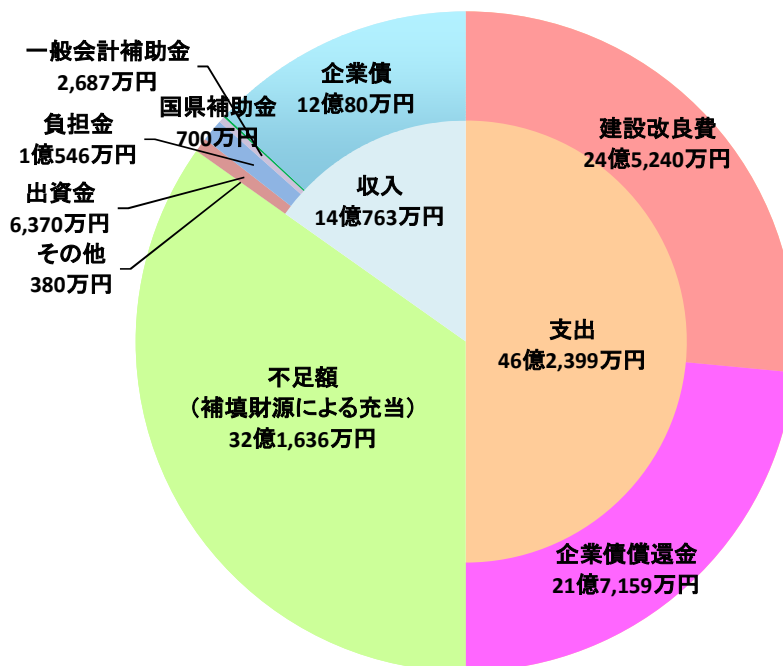 一般会計補助金
2,687万円
国県補助金
700万円
負担金
1億546万円
出資金
6,370万円
その他
380万円
企業債
12億80万円
収入
14億763万円
不足額
（補填財源による充当）
32億1,636万円
建設改良費
24億5,240万円
支出
46億2,399万円
企業債償還金
21億7,159万円